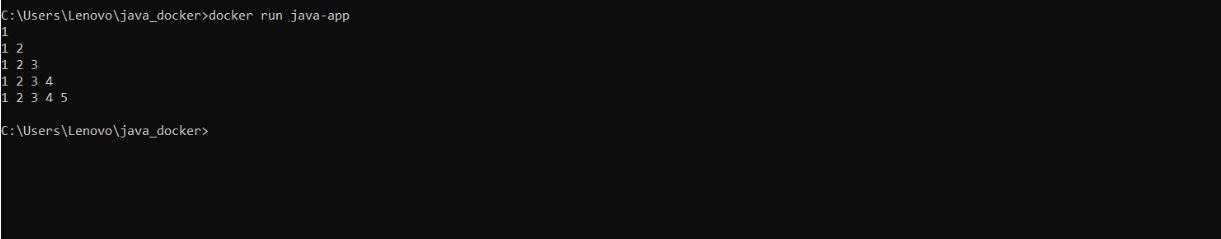 C:\Users\Lenovo\java_docker>docker run java-app
1
1 2
1 2 3
1 2 3 4
1 2 3 4 5
C:\Users\Lenovo\java_docker>